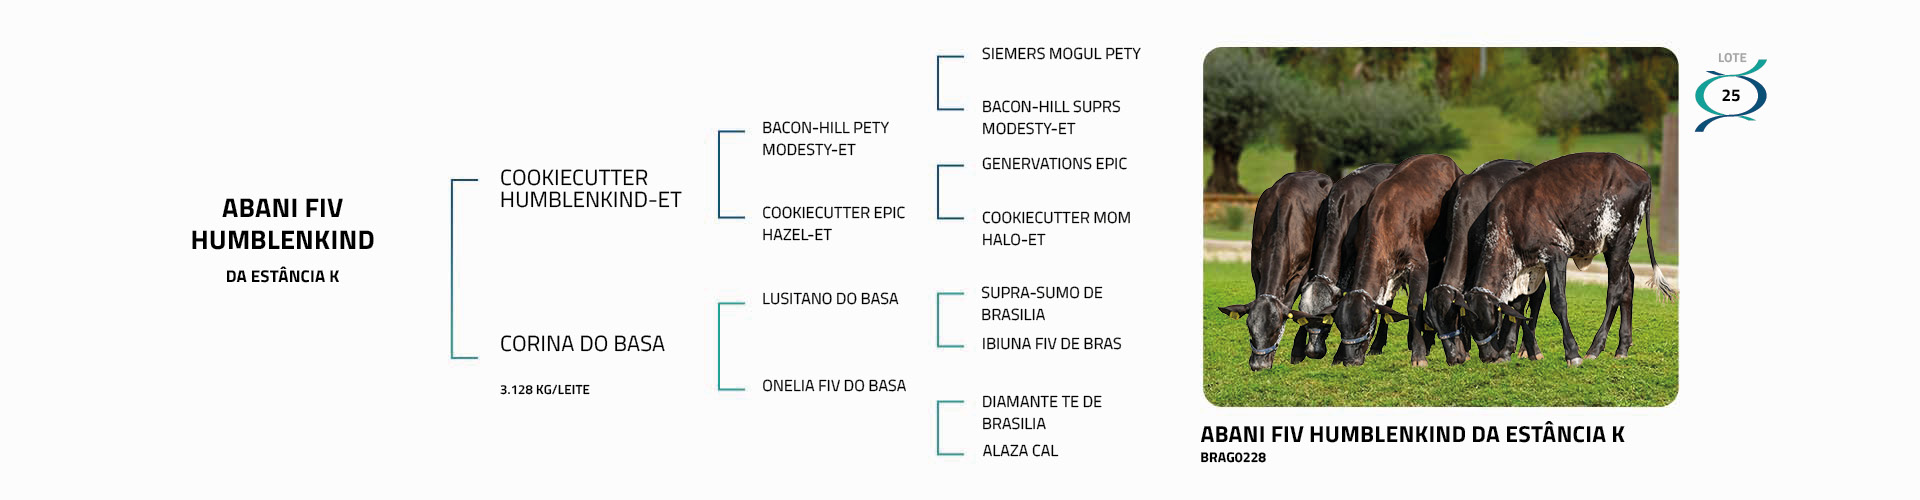 ABANI FIV
HUMBLENKIND
DA ESTÂNCIA K
COOKIECUTTER
HUMBLENKIND-ET
CORINA DO BASA
3.128 KG/LEITE
BACON-HILL PETY
MODESTY-ET
COOKIECUTTER EPIC
HAZEL-ET
LUSITANO DO BASA
ONELIA FIV DO BASA
SIEMERS MOGUL PETY
BACON-HILL SUPRS
MODESTY-ET
GENERVATIONS EPIC
COOKIECUTTER MOM
HALO-ET
SUPRA-SUMO DE
BRASILIA
IBIUNA FIV DE BRAS
DIAMANTE TE DE
BRASILIA
ALAZA CAL
LOTE
25
ABANI FIV HUMBLENKIND DA ESTÂNCIA K
BRAG0228